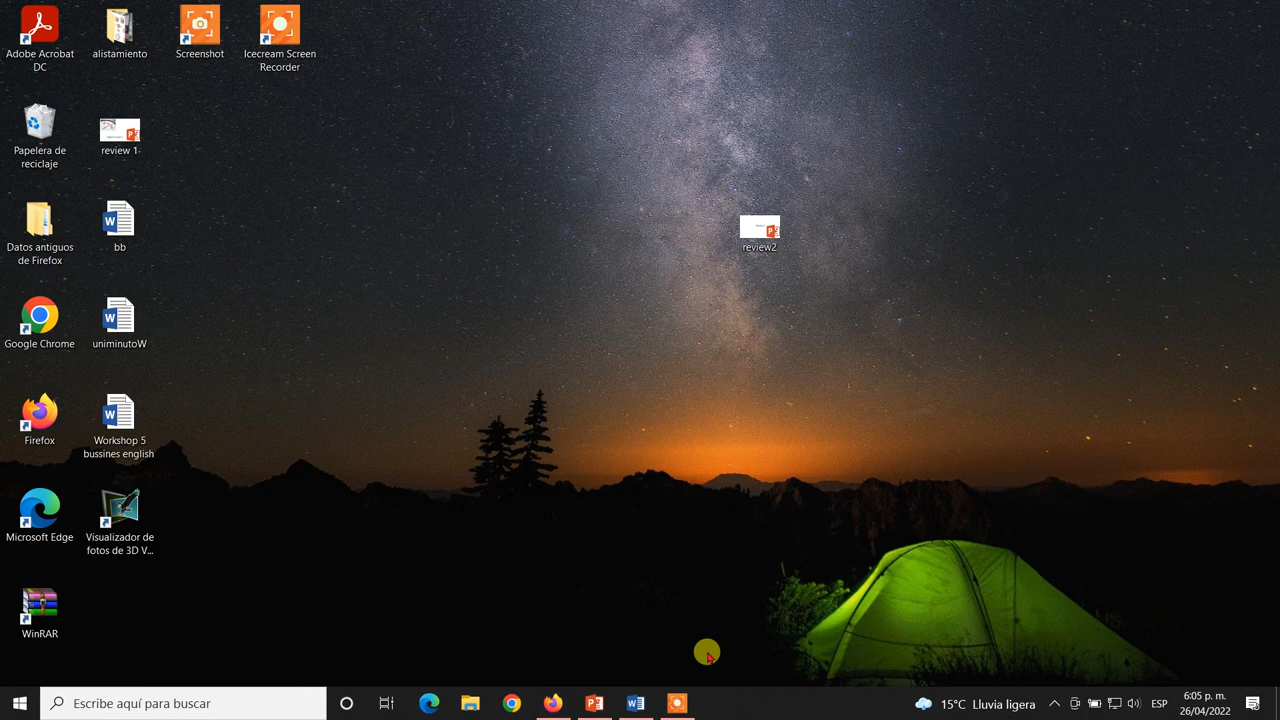 Adobe Acrobat
DC
alistamiento
Screenshot
Icecream Screen
Recorder
Papelera de
reciclaje
review 1
Datos antiguos
de Firefox
bb
review2
Google Chrome
uniminutoW
Firefox
Workshop 5
bussines english
Microsoft Edge
Visualizador de
fotos de 3D V...
WinRAR
Escribe aquí para buscar
15°C Lluvia ligera
ESP
6:05 p. m.
26/04/2022